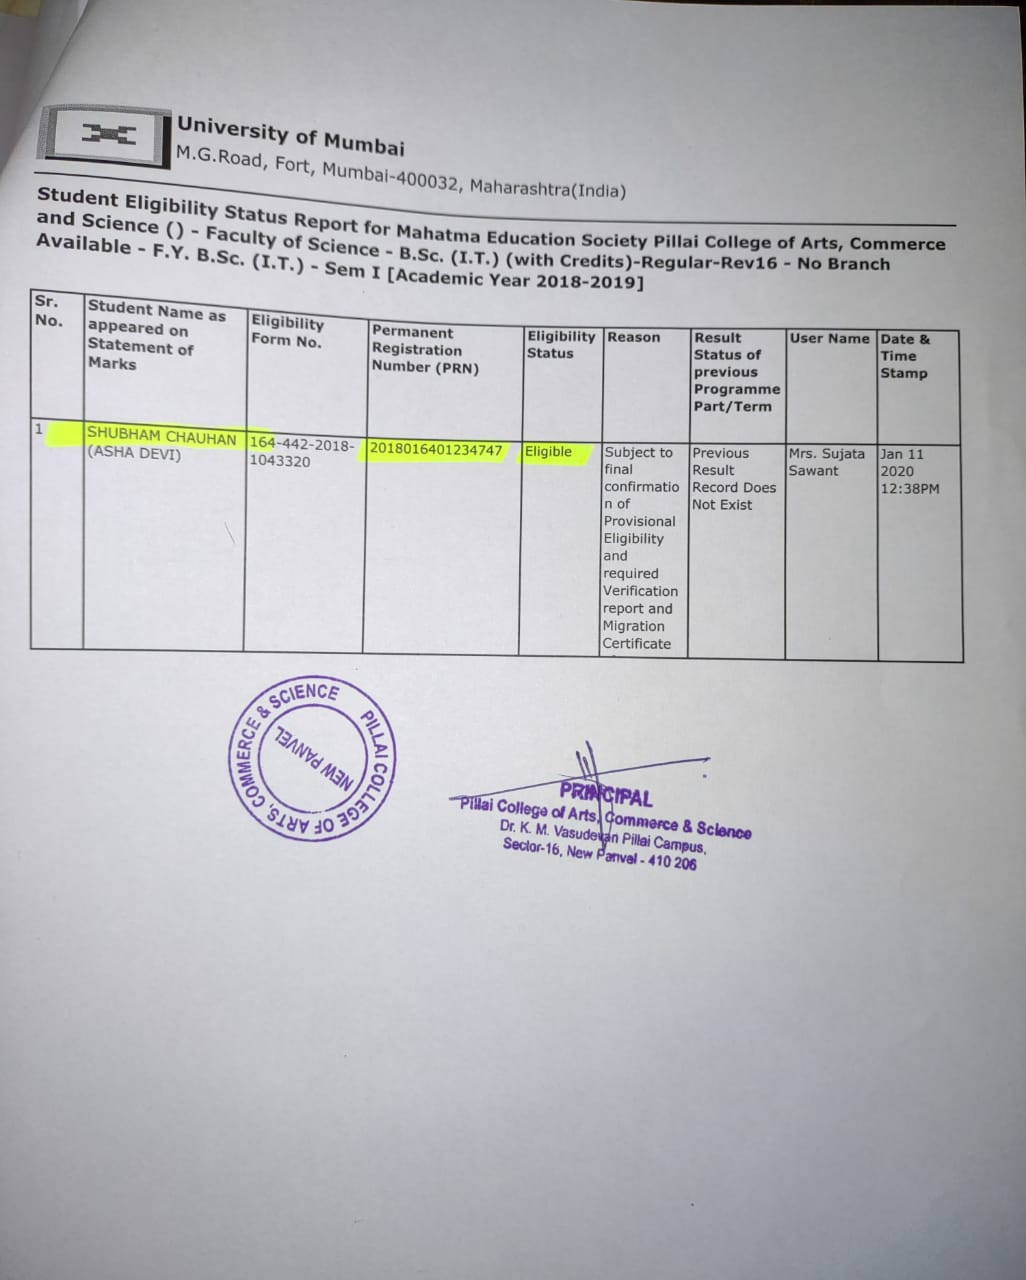 University of Mumbai
M.G.Road, Fort, Mumbai-400032, Maharashtra(India)
Student Eligibility Status Report for Mahatma Education Society Pillai College of Arts, Commerce
and Science () - Faculty of Science - B.Sc. (I.T.) (with Credits)-Regular-Rev16 - No Branch
Available - F.Y. B.Sc. (I.T.) - Sem I [Academic Year 2018-2019]
Sr.
No.
Student Name as
appeared on
Statement of
Marks
Eligibility
Form No.
Permanent
Registration
Number (PRN)
Eligibility
Status
Reason
Result
Status of
previous
Programme
Part/Term
User Name
Date &
Time
Stamp
1
SHUBHAM CHAUHAN
(ASHA DEVI)
164-442-2018-
1043320
2018016401234747
Eligible
Subject to
final
confirmatio
n of
Provisional
Eligibility
and
required
Verification
report and
Migration
Certificate
Previous
Result
Record Does
Not Exist
Mrs. Sujata
Sawant
Jan 11
2020
12:38PM
PILLAI COLLEGE OF ARTS, COMMERCE & SCIENCE
NEW PANVEL
PRINCIPAL
Pillai College of Arts, Commerce & Science
Dr. K. M. Vasudevan Pillai Campus,
Sector-16, New Panvel - 410 206